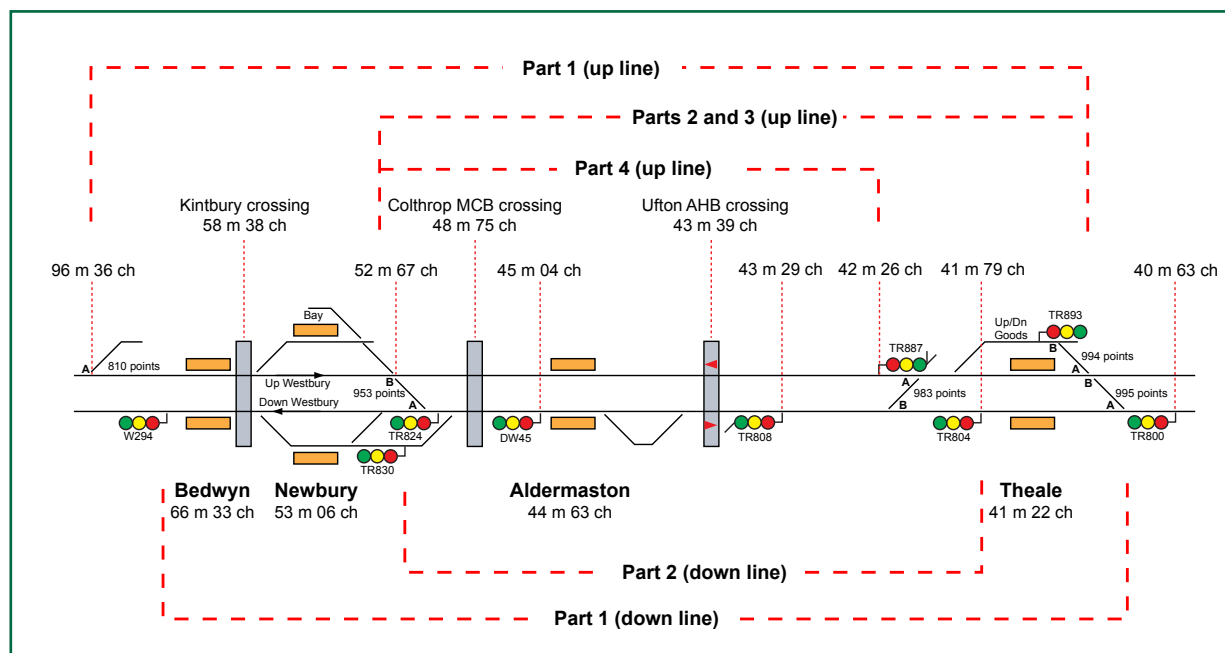 Part 1 (up line)
Parts 2 and 3 (up line)
Part 4 (up line)
Kintbury crossing
58 m 38 ch
Colthrop MCB crossing
48 m 75 ch
Ufton AHB crossing
43 m 39 ch
96 m 36 ch
52 m 67 ch
45 m 04 ch
43 m 29 ch
42 m 26 ch
41 m 79 ch
40 m 63 ch
Bay
Up/Dn
Goods
TR893
B
994 points
A
TR887
A
810 points
Up Westbury
B
953 points
A
Down Westbury
A
983 points
B
B
995 points
A
W294
TR824
TR830
DW45
TR808
TR804
TR800
Bedwyn
66 m 33 ch
Newbury
53 m 06 ch
Aldermaston
44 m 63 ch
Theale
41 m 22 ch
Part 2 (down line)
Part 1 (down line)